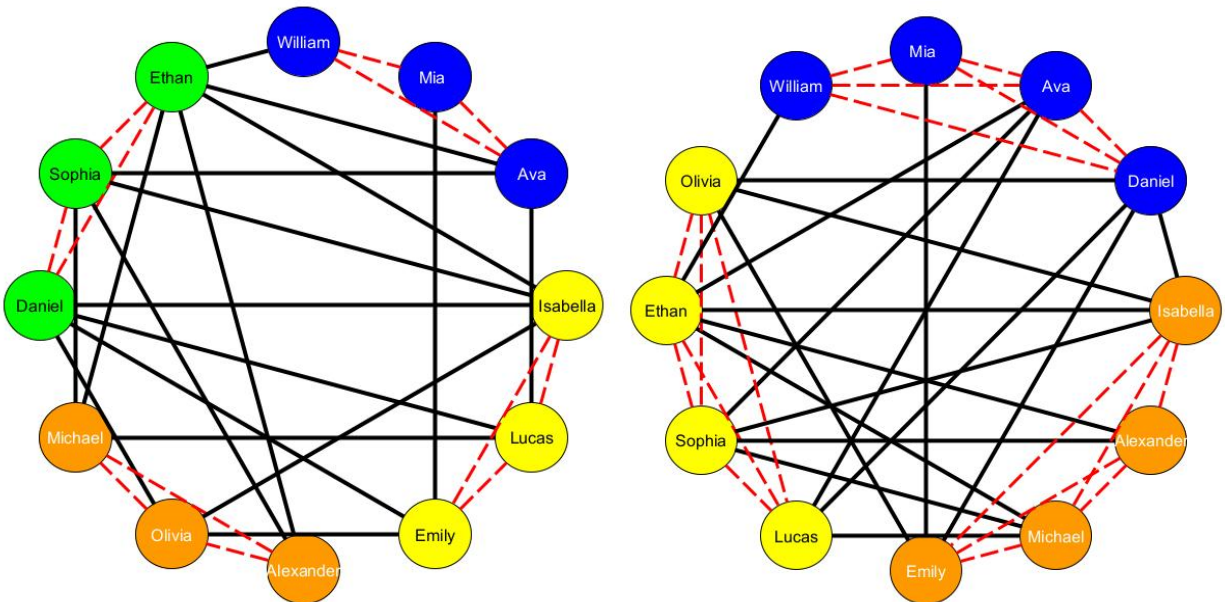 William
Ethan
Mia
Sophia
Ava
Daniel
Isabella
Michael
Lucas
Olivia
Emily
Alexander
Mia
William
Ava
Olivia
Daniel
Ethan
Isabella
Sophia
Alexander
Lucas
Michael
Emily